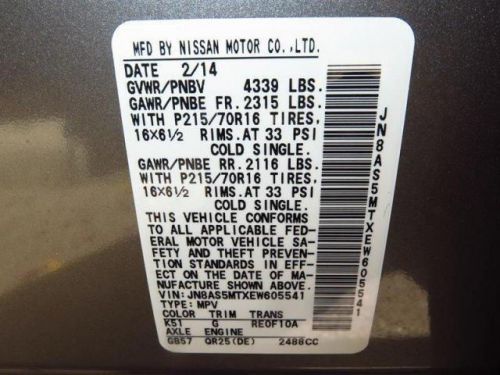 MFD BY NISSAN MOTOR CO.,LTD.
DATE 2/14
GVWR/PNBV 4339 LBS.
GAWR/PNBE FR. 2315 LBS.
WITH P215/70R16 TIRES,
16X6½ RIMS. AT 33 PSI
COLD SINGLE.
GAWR/PNBE RR. 2116 LBS.
WITH P215/70R16 TIRES,
16X6½ RIMS. AT 33 PSI
COLD SINGLE.
THIS VEHICLE CONFORMS
TO ALL APPLICABLE FED-
ERAL MOTOR VEHICLE SA-
FETY AND THEFT PREVEN-
TION STANDARDS IN EFF-
ECT ON THE DATE OF MA-
NUFACTURE SHOWN ABOVE.
VIN: JN8AS5MTXEW605541
TYPE: MPV
COLOR TRIM TRANS
K51 G RE0F10A
AXLE ENGINE
GB57 QR25(DE) 2488CC
JN8AS5MTXEW605541